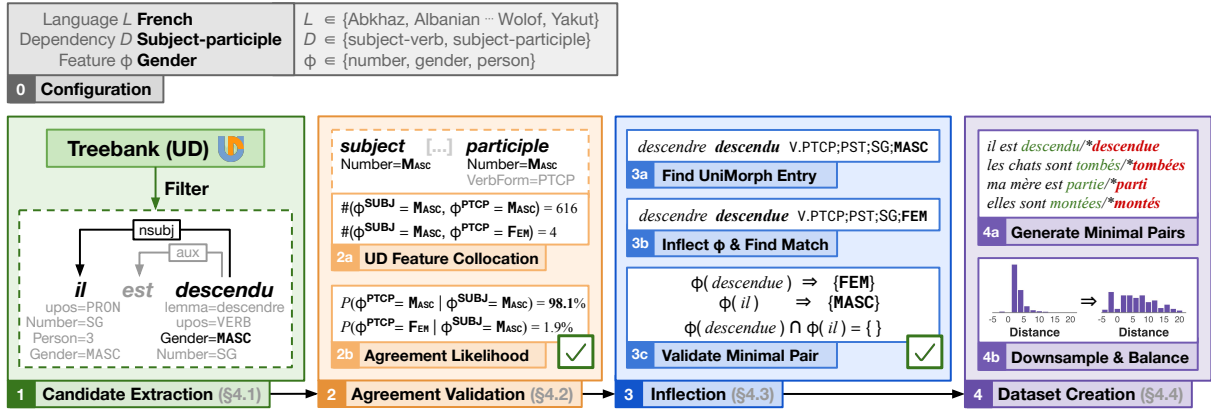 Language L French
Dependency D Subject-participle
Feature ϕ Gender
L ∈ {Abkhaz, Albanian ··· Wolof, Yakut}
D ∈ {subject-verb, subject-participle}
ϕ ∈ {number, gender, person}
0 Configuration
Treebank (UD)
Filter
nsubj
aux
il est descendu
upos=PRON
Number=SG
Person=3
Gender=MASC
lemma=descendre
upos=VERB
Gender=MASC
Number=SG
1 Candidate Extraction (§4.1)
subject [...] participle
Number=MASC
Number=MASC
VerbForm=PTCP
#(ϕSUBJ = MASC, ϕPTCP = MASC) = 616
#(ϕSUBJ = MASC, ϕPTCP = FEM) = 4
2a UD Feature Collocation
P(ϕPTCP= MASC | ϕSUBJ= MASC) = 98.1%
P(ϕPTCP= FEM | ϕSUBJ= MASC) = 1.9%
2b Agreement Likelihood
2 Agreement Validation (§4.2)
descendre descendu V.PTCP;PST;SG;MASC
3a Find UniMorph Entry
descendre descendue V.PTCP;PST;SG;FEM
3b Inflect ϕ & Find Match
ϕ( descendue ) ⇒ {FEM}
ϕ( il ) ⇒ {MASC}
ϕ( descendue ) ∩ ϕ( il ) = { }
3c Validate Minimal Pair
3 Inflection (§4.3)
il est descendu/*descendue
les chats sont tombés/*tombées
ma mère est partie/*parti
elles sont montées/*montés
4a Generate Minimal Pairs
-5 0 5 10 15 20
Distance
⇒
-5 0 5 10 15 20
Distance
4b Downsample & Balance
4 Dataset Creation (§4.4)